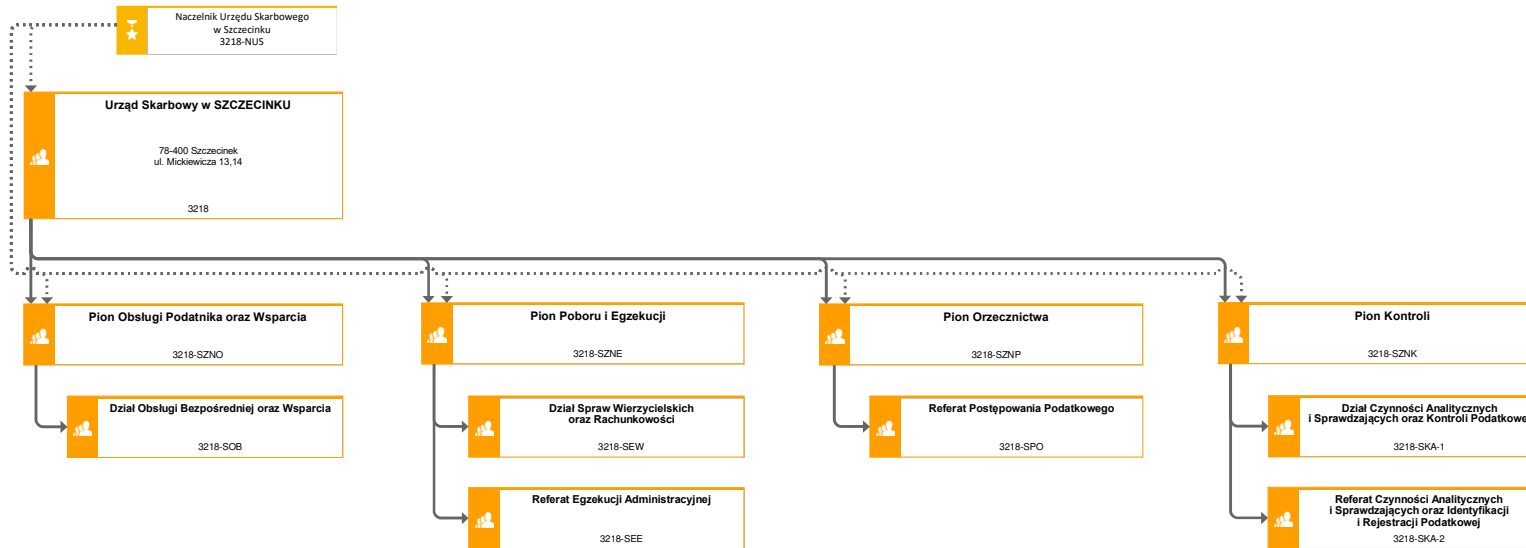 Naczelnik Urzędu Skarbowego
w Szczecinku
3218-NUS
Urząd Skarbowy w SZCZECINKU
78-400 Szczecinek
ul. Mickiewicza 13,14
3218
Pion Obsługi Podatnika oraz Wsparcia
3218-SZNO
Pion Poboru i Egzekucji
3218-SZNE
Pion Orzecznictwa
3218-SZNP
Pion Kontroli
3218-SZNK
Dział Obsługi Bezpośredniej oraz Wsparcia
3218-SOB
Dział Spraw Wierzycielskich
oraz Rachunkowości
3218-SEW
Referat Postępowania Podatkowego
3218-SPO
Dział Czynności Analitycznych
i Sprawdzających oraz Kontroli Podatkowe
3218-SKA-1
Referat Egzekucji Administracyjnej
3218-SEE
Referat Czynności Analitycznych
i Sprawdzających oraz Identyfikacji
i Rejestracji Podatkowej
3218-SKA-2